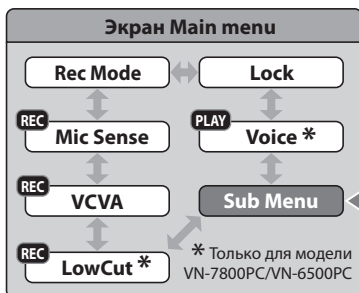 Экран Main menu
Rec Mode
Lock
REC
Mic Sense
PLAY
Voice *
REC
VCVA
Sub Menu
REC
LowCut *
* Только для модели
VN-7800PC/VN-6500PC